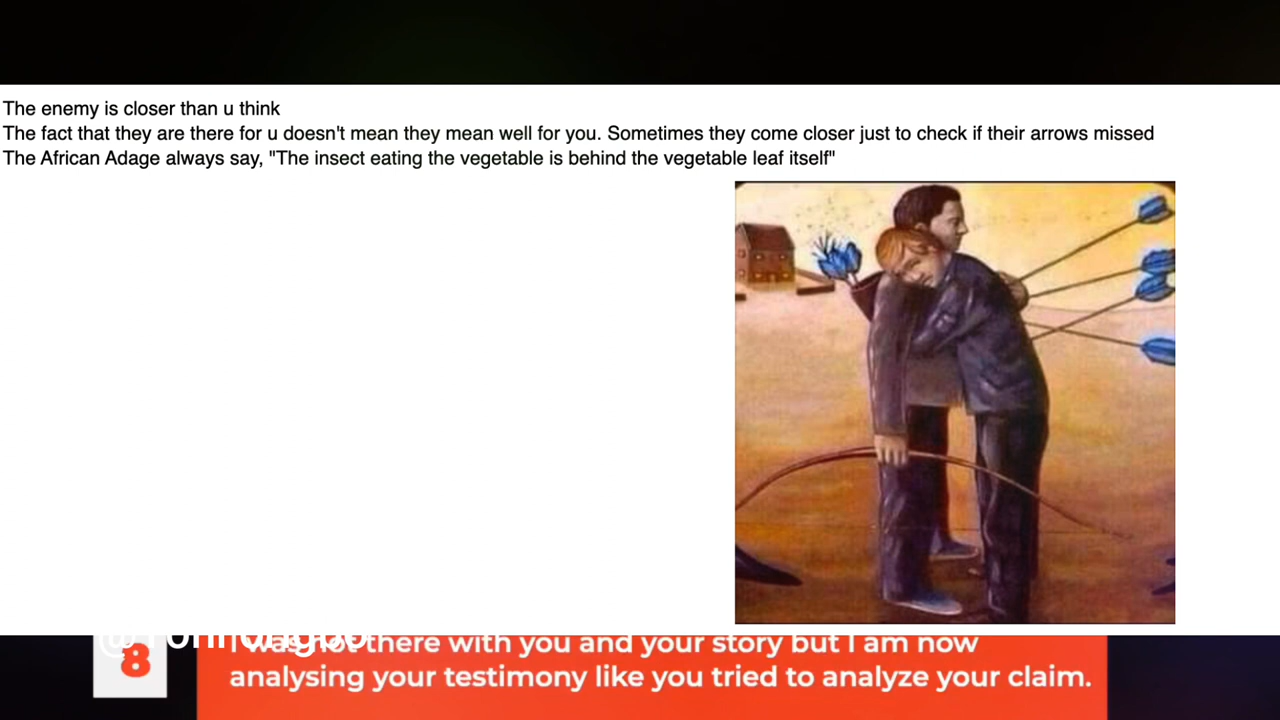 The enemy is closer than u think
The fact that they are there for u doesn't mean they mean well for you. Sometimes they come closer just to check if their arrows missed
The African Adage always say, "The insect eating the vegetable is behind the vegetable leaf itself"
8
I was not there with you and your story but I am now
analysing your testimony like you tried to analyze your claim.